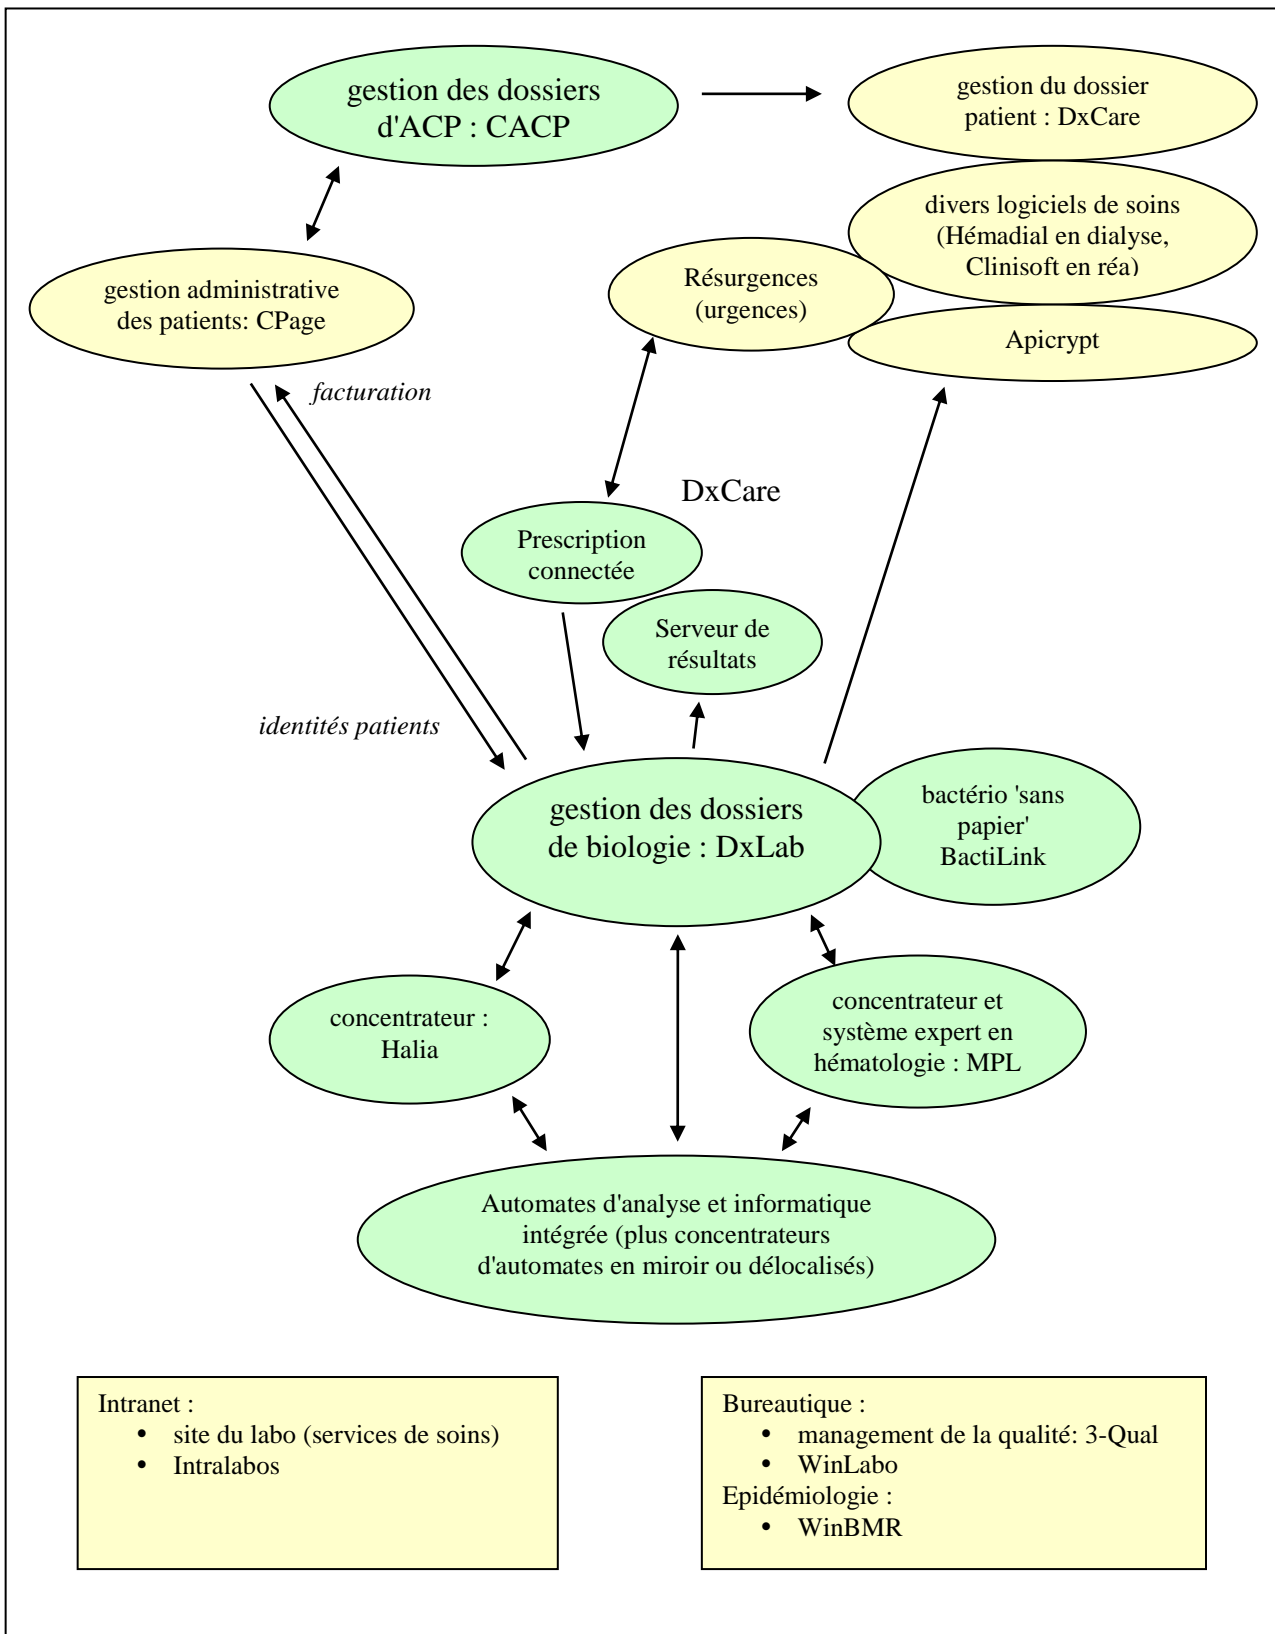 gestion des dossiers
d'ACP : CACP
gestion du dossier
patient : DxCare
divers logiciels de soins
(Hémadial en dialyse,
Clinisoft en réa)
Résurgences
(urgences)
gestion administrative
des patients: CPage
Apicrypt
facturation
DxCare
Prescription
connectée
Serveur de
résultats
identités patients
gestion des dossiers
de biologie : DxLab
bactério 'sans
papier'
BactiLink
concentrateur :
Halia
concentrateur et
système expert en
hématologie : MPL
Automates d'analyse et informatique
intégrée (plus concentrateurs
d'automates en miroir ou délocalisés)
Intranet :
• site du labo (services de soins)
• Intralabos
Bureautique :
• management de la qualité: 3-Qual
• WinLabo
Epidémiologie :
• WinBMR